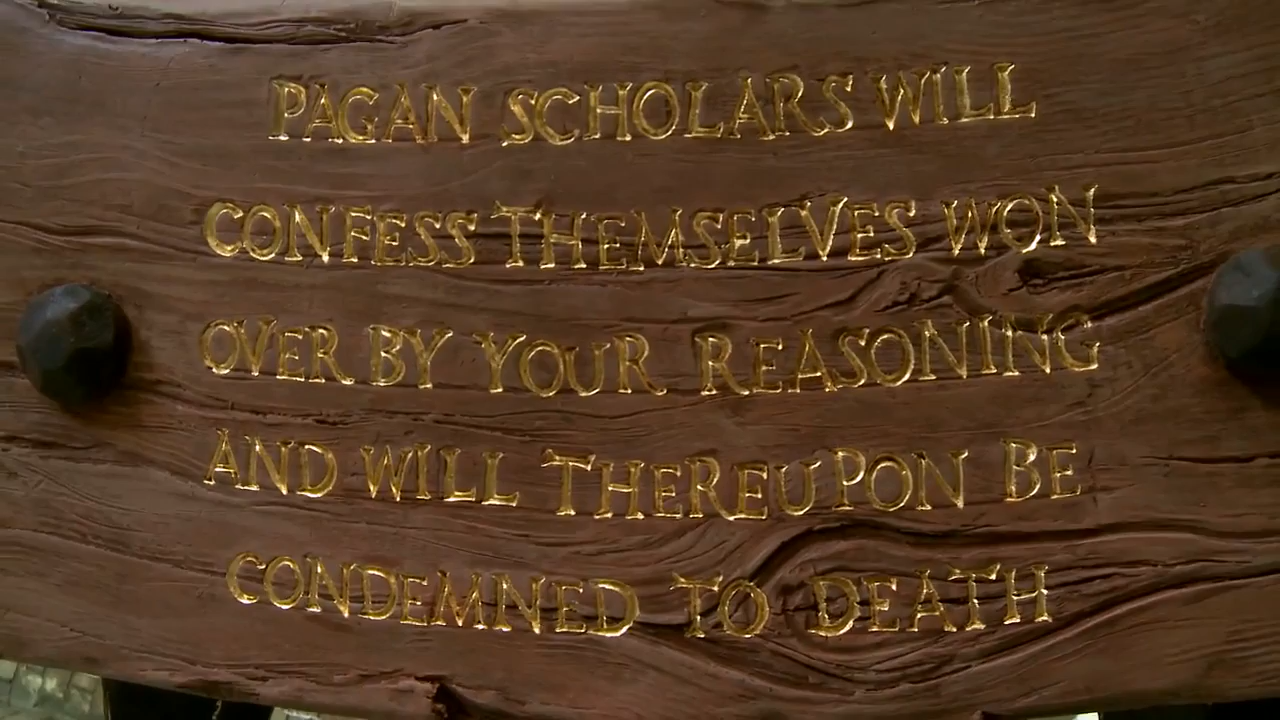 PAGAN SCHOLARS WILL
CONFESS THEMSELVES WON
OVER BY YOUR REASONING
AND WILL THEREUPON BE
CONDEMNED TO DEATH